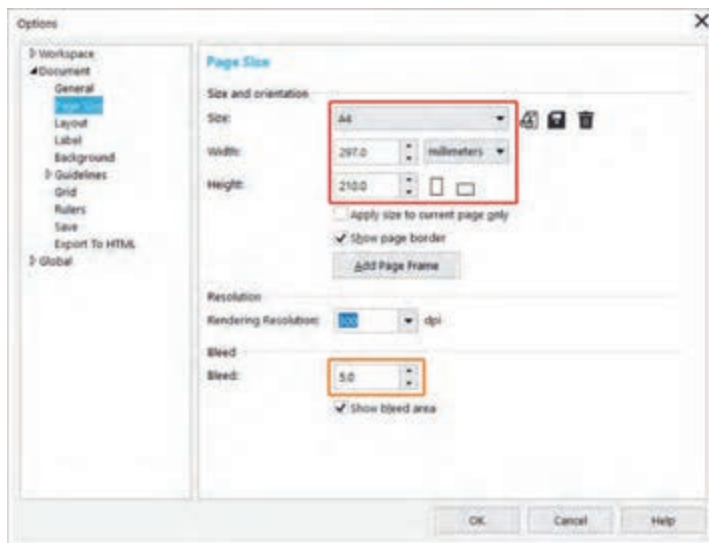 Options
Workspace
Document
General
Page Size
Layout
Label
Background
Guidelines
Grid
Rulers
Save
Export To HTML
Global
Page Size
Size and orientation
Size: A4
Width: 297.0 millimeters
Height: 210.0
Apply size to current page only
Show page border
Add Page Frame
Resolution
Rendering Resolution: 300 dpi
Bleed
Bleed: 5.0
Show bleed area
OK Cancel Help